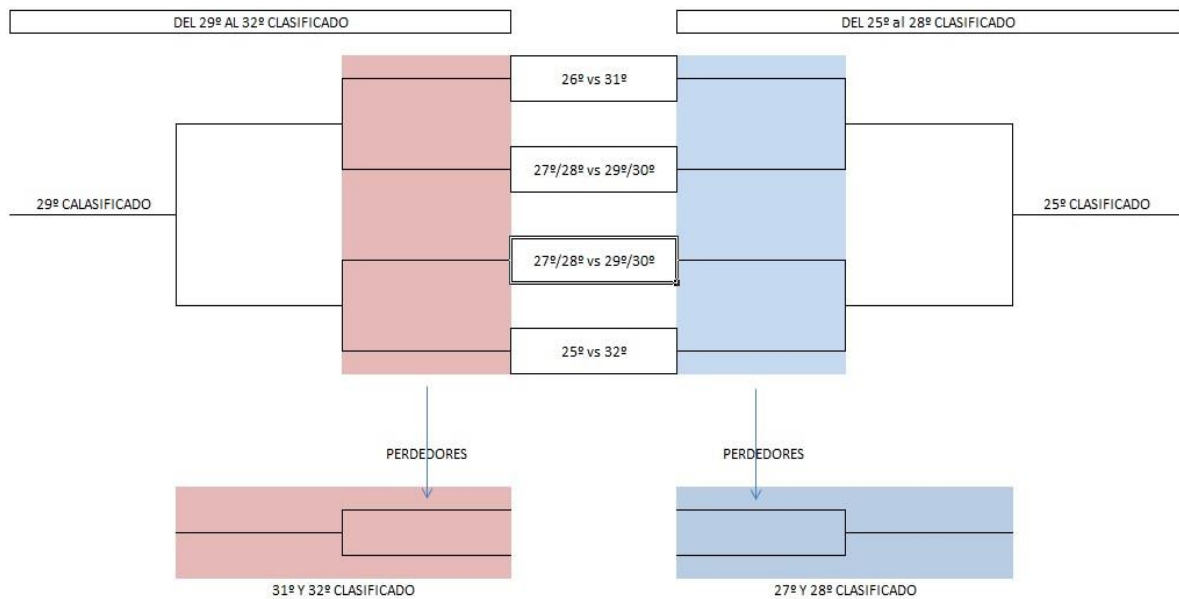 DEL 29º AL 32º CLASIFICADO
DEL 25º al 28º CLASIFICADO
26º vs 31º
27º/28º vs 29º/30º
29º CALASIFICADO
25º CLASIFICADO
27º/28º vs 29º/30º
25º vs 32º
PERDEDORES
PERDEDORES
31º Y 32º CLASIFICADO
27º Y 28º CLASIFICADO